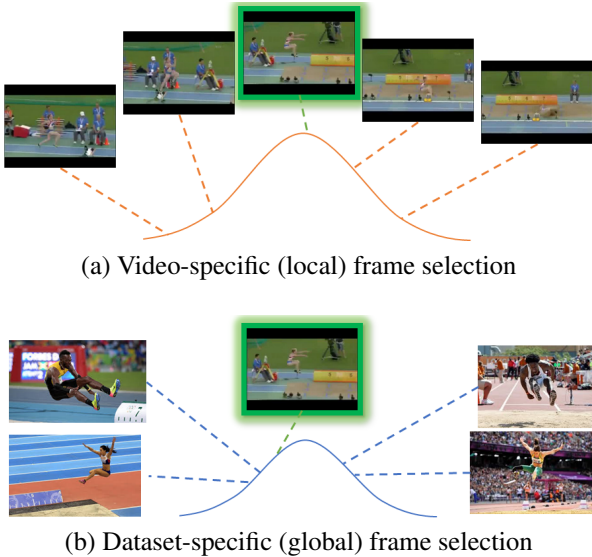 (a) Video-specific (local) frame selection
(b) Dataset-specific (global) frame selection